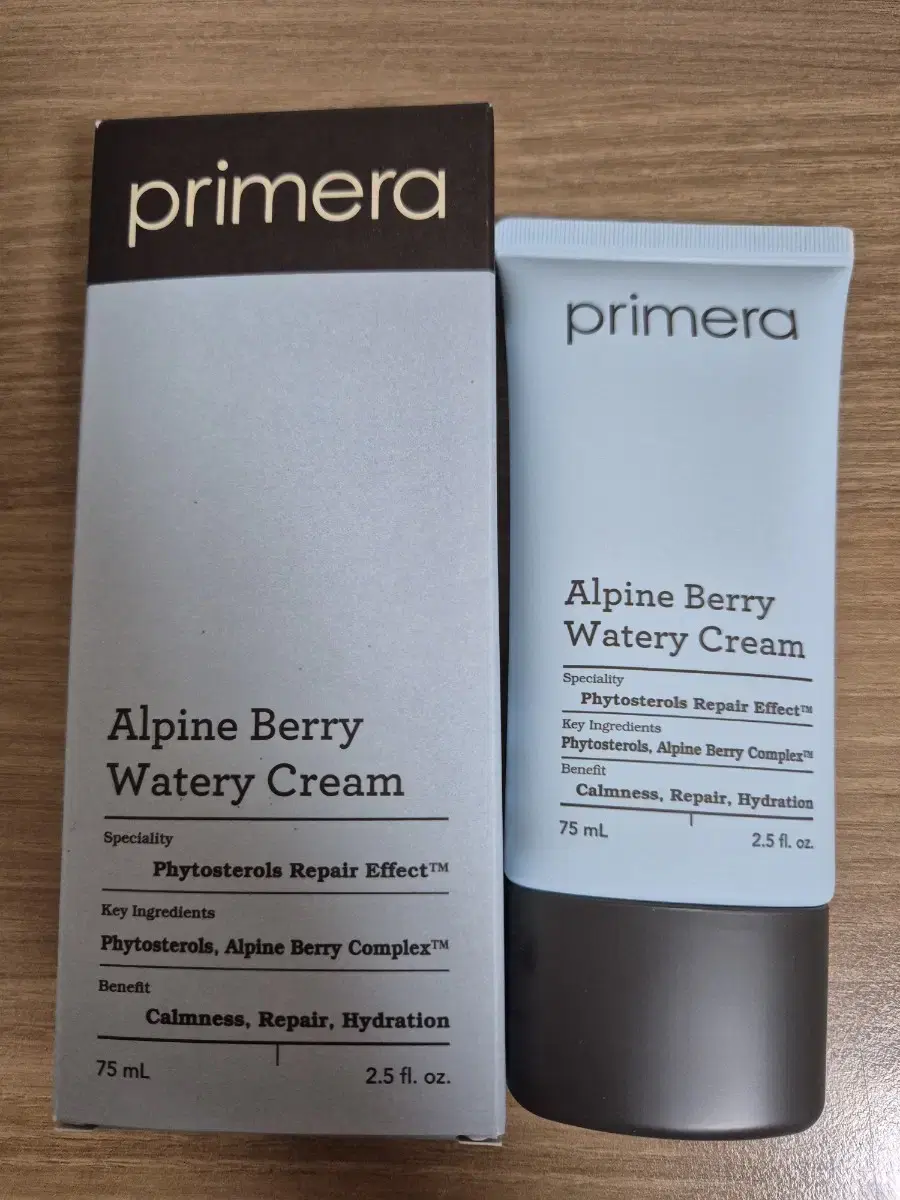 primera
Alpine Berry
Watery Cream
Speciality
Phytosterols Repair Effect™
Key Ingredients
Phytosterols, Alpine Berry Complex™
Benefit
Calmness, Repair, Hydration
75 mL
2.5 fl. oz.
primera
Alpine Berry
Watery Cream
Speciality
Phytosterols Repair Effect™
Key Ingredients
Phytosterols, Alpine Berry Complex™
Benefit
Calmness, Repair, Hydration
75 mL
2.5 fl. oz.